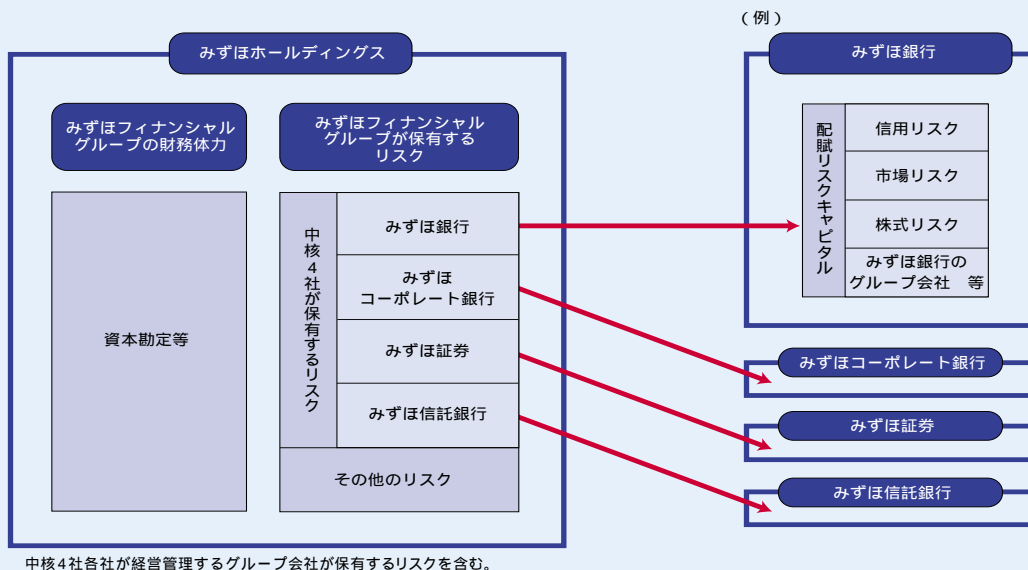 みずほホールディングス
みずほフィナンシャル
グループの財務体力
資本勘定等
みずほフィナンシャル
グループが保有する
リスク
中核4社が保有するリスク
みずほ銀行
みずほ
コーポレート銀行
みずほ証券
みずほ信託銀行
その他のリスク
中核4社各社が経営管理するグループ会社が保有するリスクを含む。
(例)
みずほ銀行
配賦リスクキャピタル
信用リスク
市場リスク
株式リスク
みずほ銀行の
グループ会社 等
みずほコーポレート銀行
みずほ証券
みずほ信託銀行